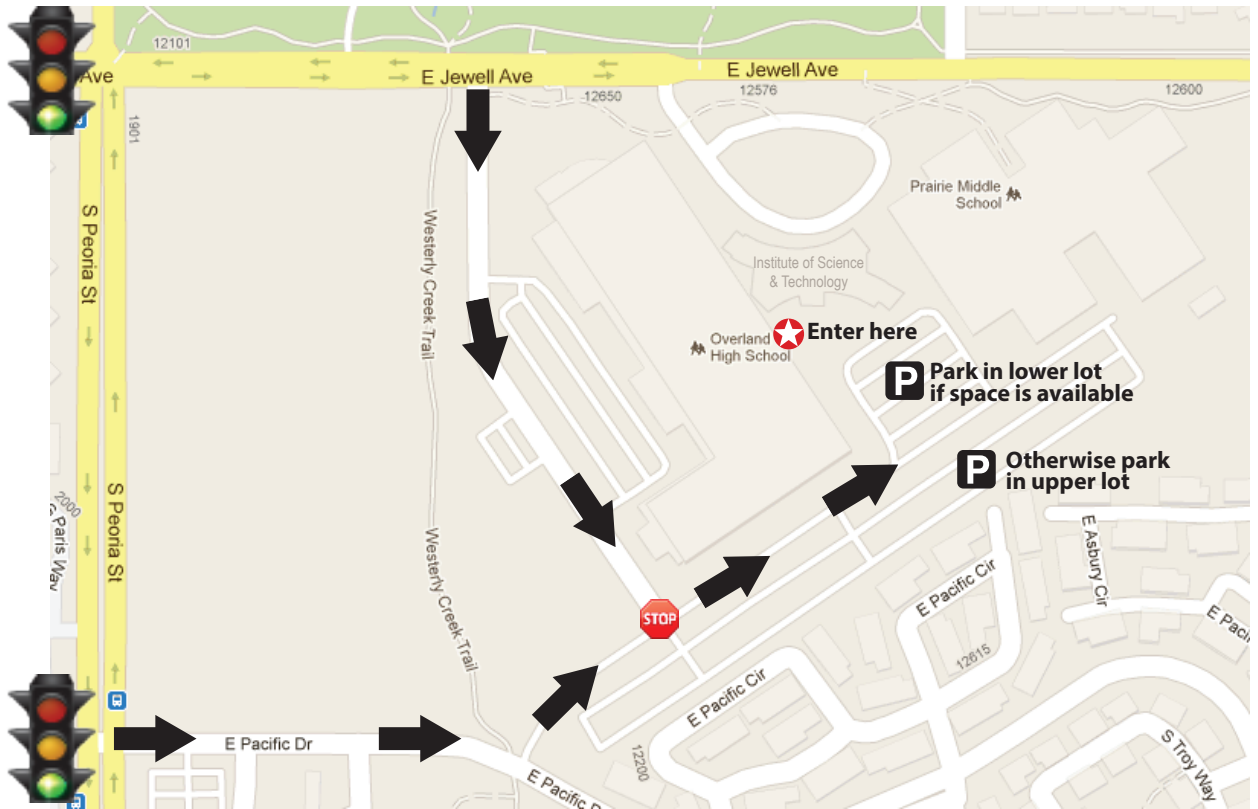 12101
Ave
E Jewell Ave
E Jewell Ave
12650
12576
12600
1901
Prairie Middle
School
S Peoria St
Westerly Creek Trail
Institute of Science
& Technology
Overland
High School
Enter here
P
Park in lower lot
if space is available
P
Otherwise park
in upper lot
2000
S Paris Way
S Peoria St
Westerly Creek Trail
E Asbury Cir
E Pacific Cir
STOP
12615
E Pacific Cir
E Pacific Dr
12200
E Pacific
S Troy Way